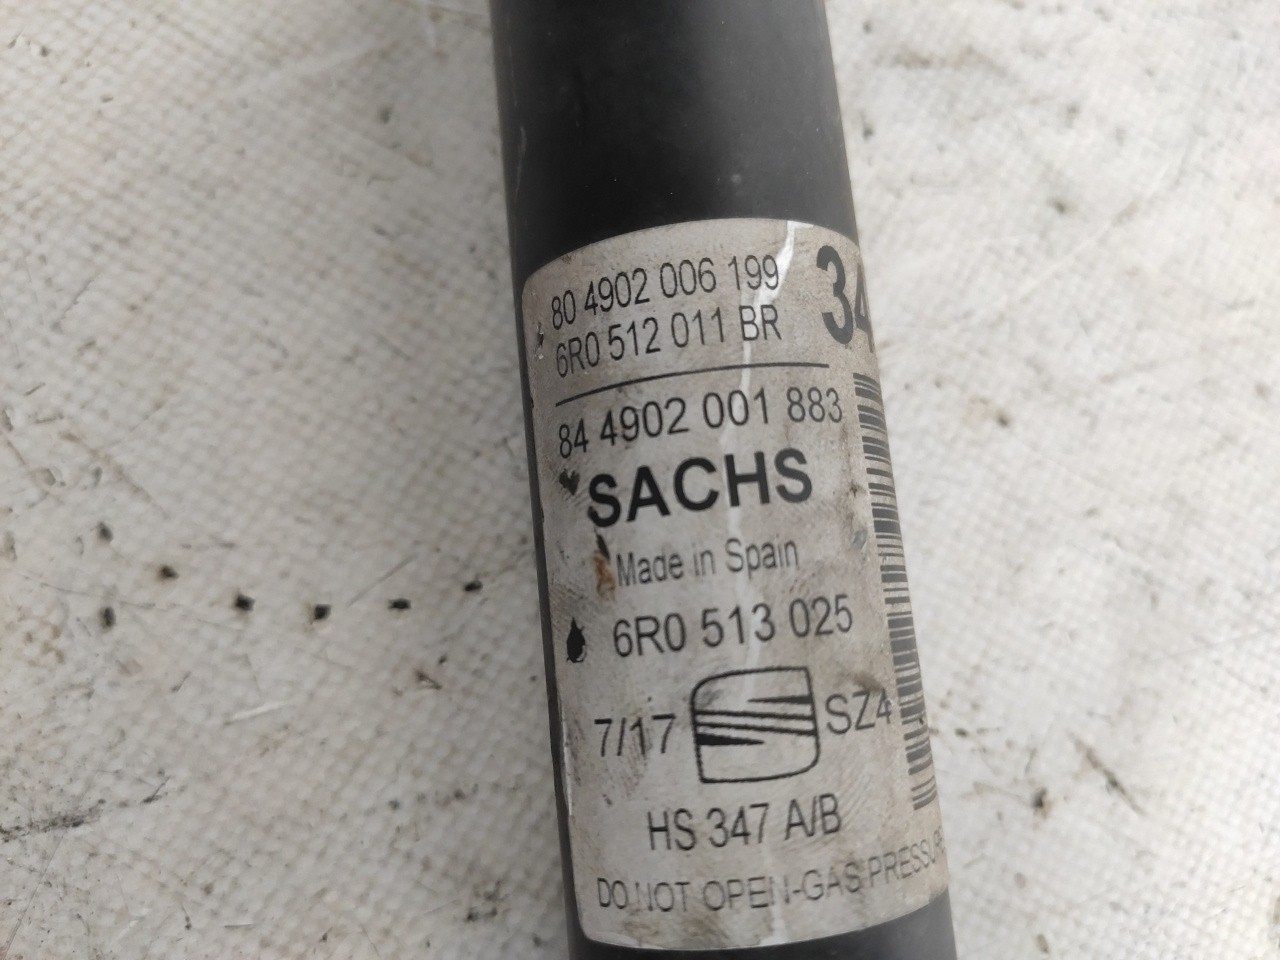 80 4902 006 199
6R0 512 011 BR
34
84 4902 001 883
SACHS
Made in Spain
6R0 513 025
7/17 SZ4
HS 347 A/B
DO NOT OPEN-GAS PRESSURE